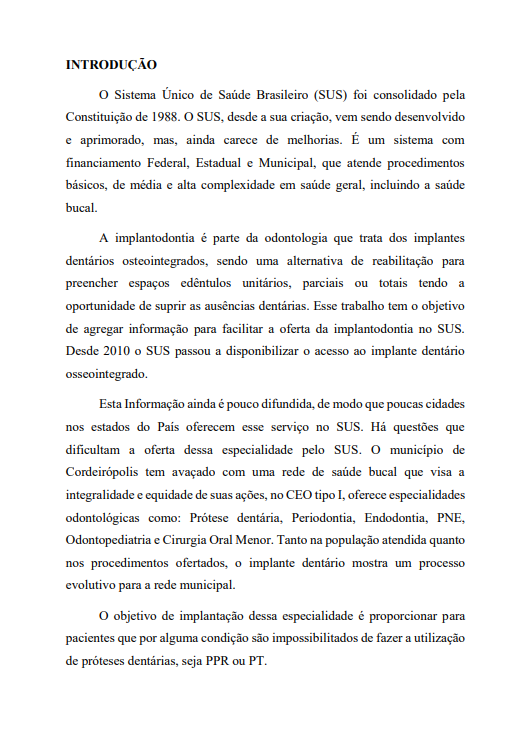 INTRODUÇÃO
O Sistema Único de Saúde Brasileiro (SUS) foi consolidado pela
Constituição de 1988. O SUS, desde a sua criação, vem sendo desenvolvido
e aprimorado, mas, ainda carece de melhorias. É um sistema com
financiamento Federal, Estadual e Municipal, que atende procedimentos
básicos, de média e alta complexidade em saúde geral, incluindo a saúde
bucal.
A implantodontia é parte da odontologia que trata dos implantes
dentários osteointegrados, sendo uma alternativa de reabilitação para
preencher espaços edêntulos unitários, parciais ou totais tendo a
oportunidade de suprir as ausências dentárias. Esse trabalho tem o objetivo
de agregar informação para facilitar a oferta da implantodontia no SUS.
Desde 2010 o SUS passou a disponibilizar o acesso ao implante dentário
osseointegrado.
Esta Informação ainda é pouco difundida, de modo que poucas cidades
nos estados do País oferecem esse serviço no SUS. Há questões que
dificultam a oferta dessa especialidade pelo SUS. O município de
Cordeirópolis tem avaçado com uma rede de saúde bucal que visa a
integralidade e equidade de suas ações, no CEO tipo I, oferece especialidades
odontológicas como: Prótese dentária, Periodontia, Endodontia, PNE,
Odontopediatria e Cirurgia Oral Menor. Tanto na população atendida quanto
nos procedimentos ofertados, o implante dentário mostra um processo
evolutivo para a rede municipal.
O objetivo de implantação dessa especialidade é proporcionar para
pacientes que por alguma condição são impossibilitados de fazer a utilização
de próteses dentárias, seja PPR ou PT.